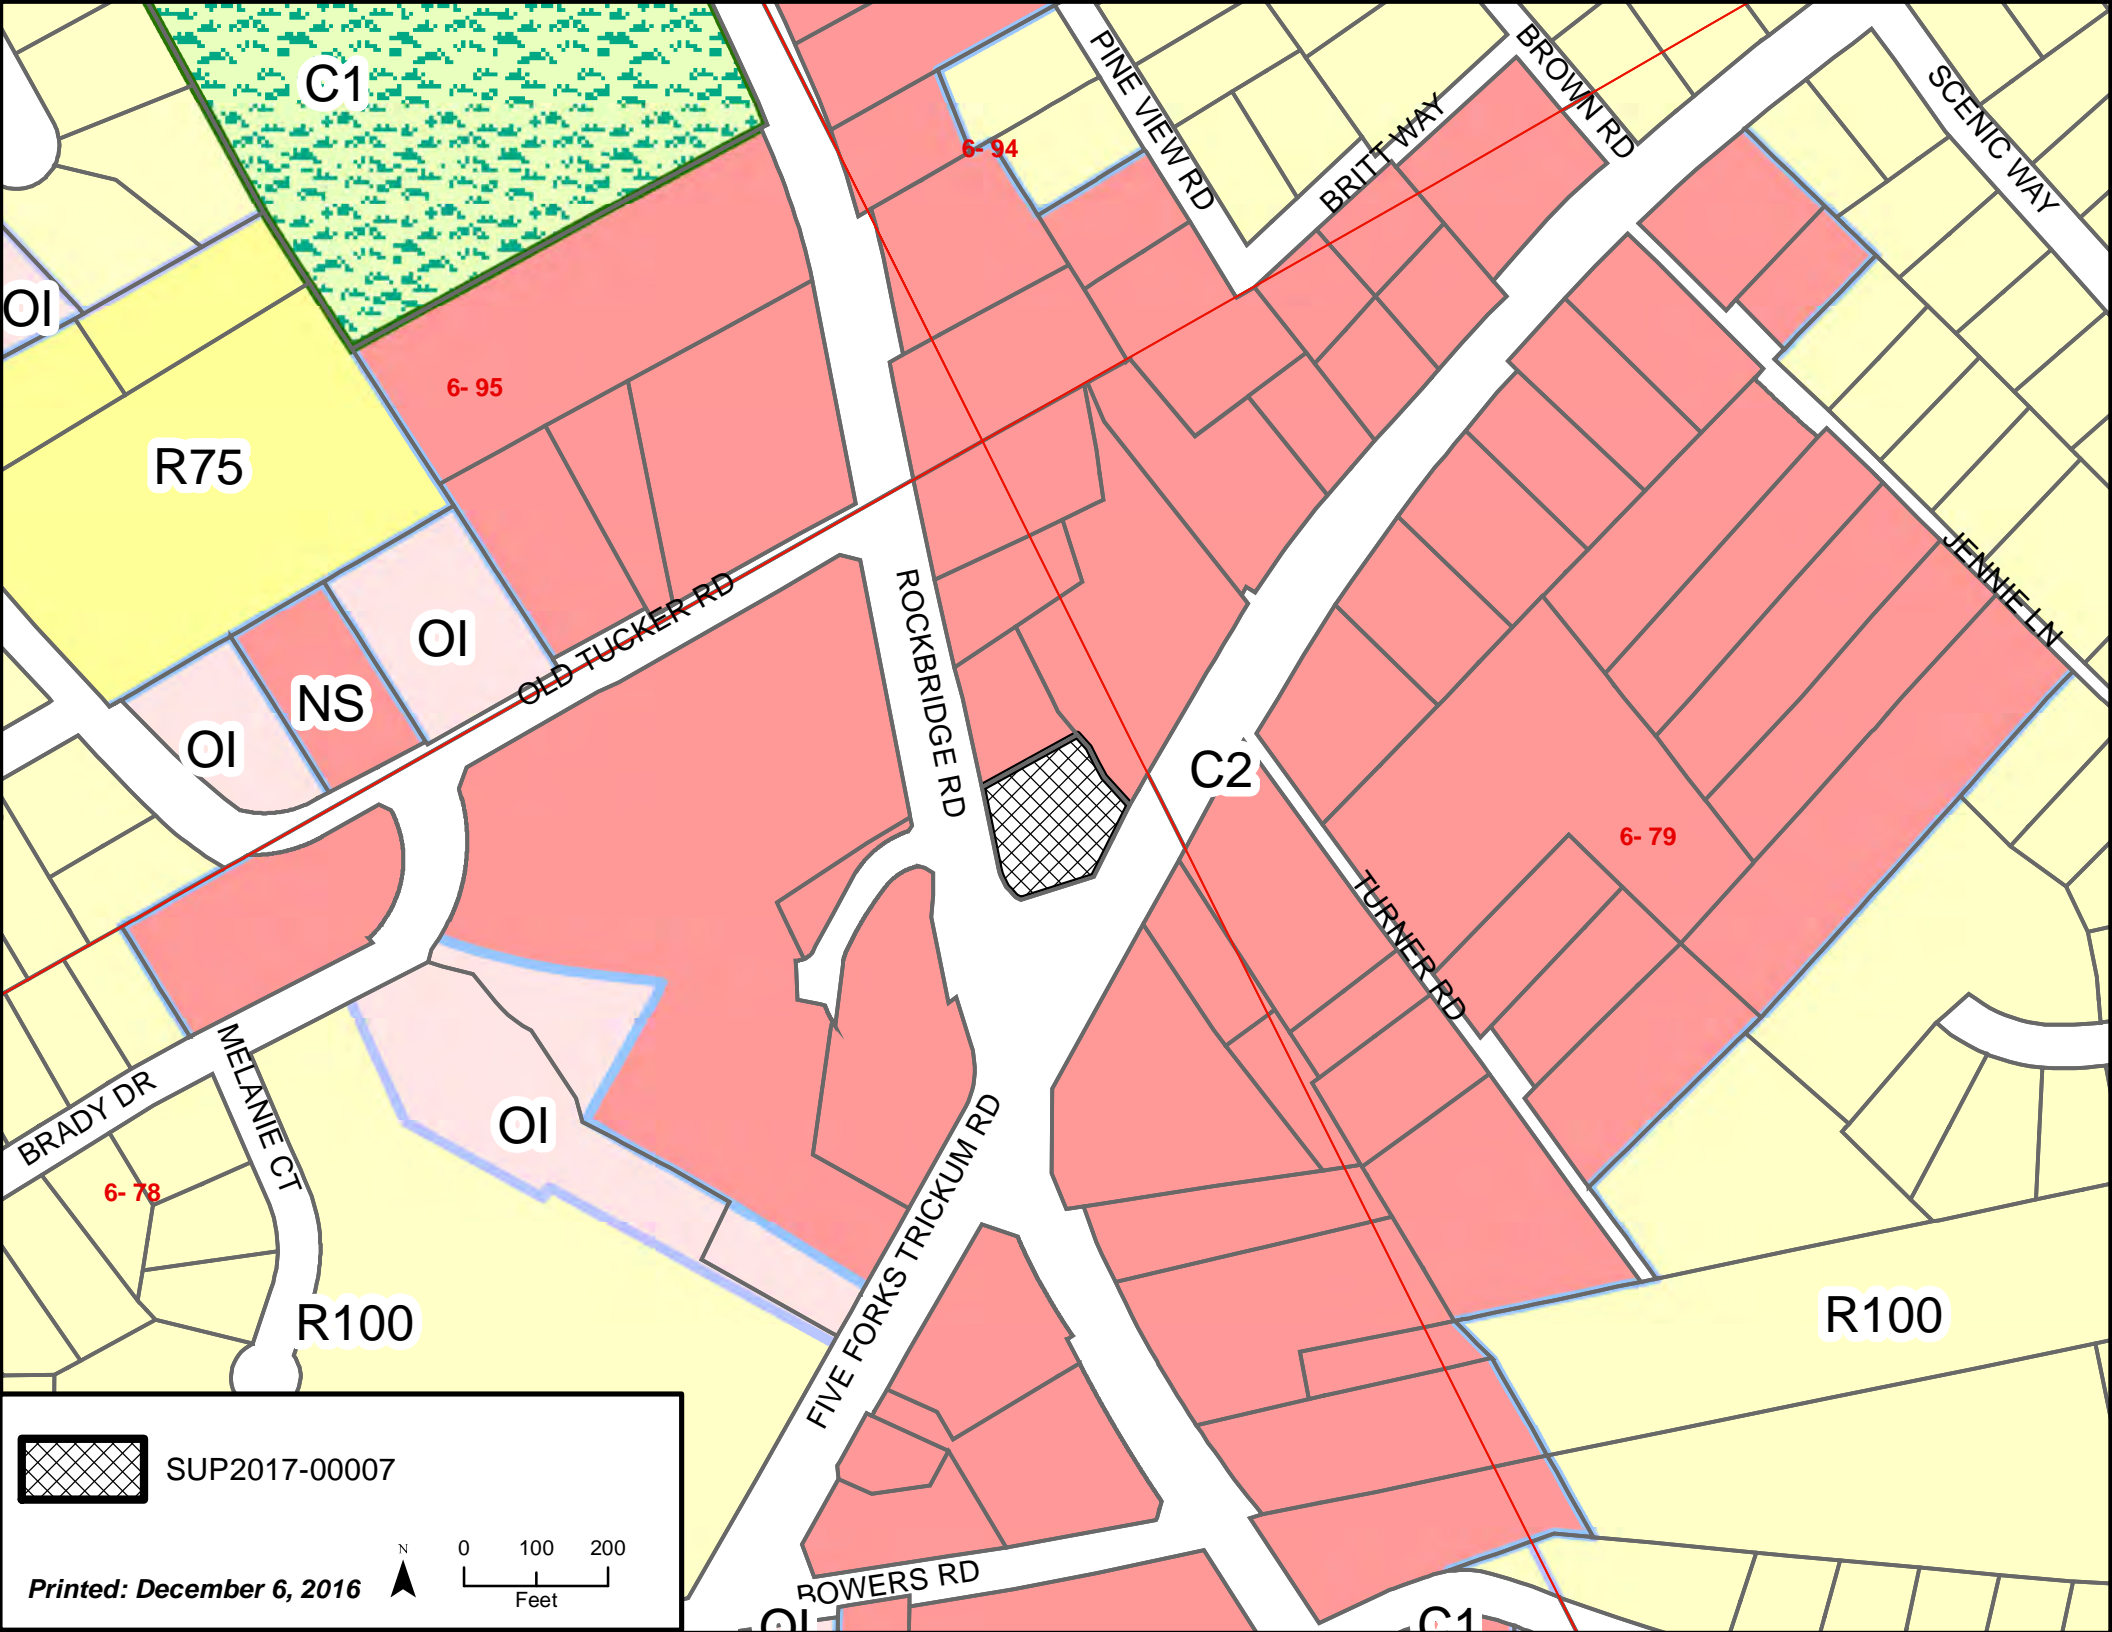 C1
PINE VIEW RD
BROWN RD
SCENIC WAY
BRITT WAY
6- 94
OI
6- 95
R75
JENNIE LN
OLD TUCKER RD
OI
NS
OI
ROCKBRIDGE RD
C2
6- 79
TURNER RD
MELANIE CT
BRADY DR
OI
6- 78
FIVE FORKS TRICKUM RD
R100
R100
SUP2017-00007
N
0 100 200
Feet
Printed: December 6, 2016
BOWERS RD
OI
C1